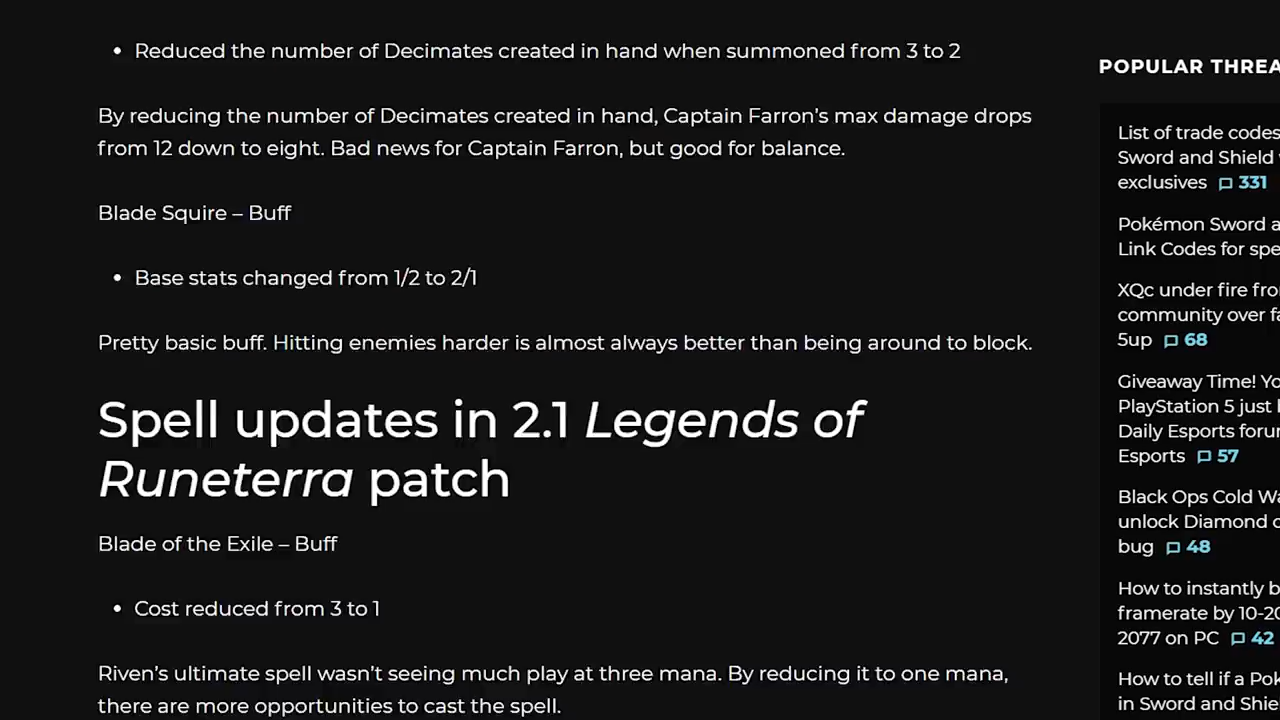 • Reduced the number of Decimates created in hand when summoned from 3 to 2
By reducing the number of Decimates created in hand, Captain Farron’s max damage drops
from 12 down to eight. Bad news for Captain Farron, but good for balance.
Blade Squire – Buff
• Base stats changed from 1/2 to 2/1
Pretty basic buff. Hitting enemies harder is almost always better than being around to block.
Spell updates in 2.1 Legends of
Runeterra patch
Blade of the Exile – Buff
• Cost reduced from 3 to 1
Riven’s ultimate spell wasn’t seeing much play at three mana. By reducing it to one mana,
there are more opportunities to cast the spell.
POPULAR THREA
List of trade codes
Sword and Shield
exclusives 331
Pokémon Sword a
Link Codes for spe
XQc under fire fro
community over fa
5up 68
Giveaway Time! Yo
PlayStation 5 just
Daily Esports forur
Esports 57
Black Ops Cold Wa
unlock Diamond
bug 48
How to instantly b
framerate by 10-20
2077 on PC 42
How to tell if a Pok
in Sword and Shie